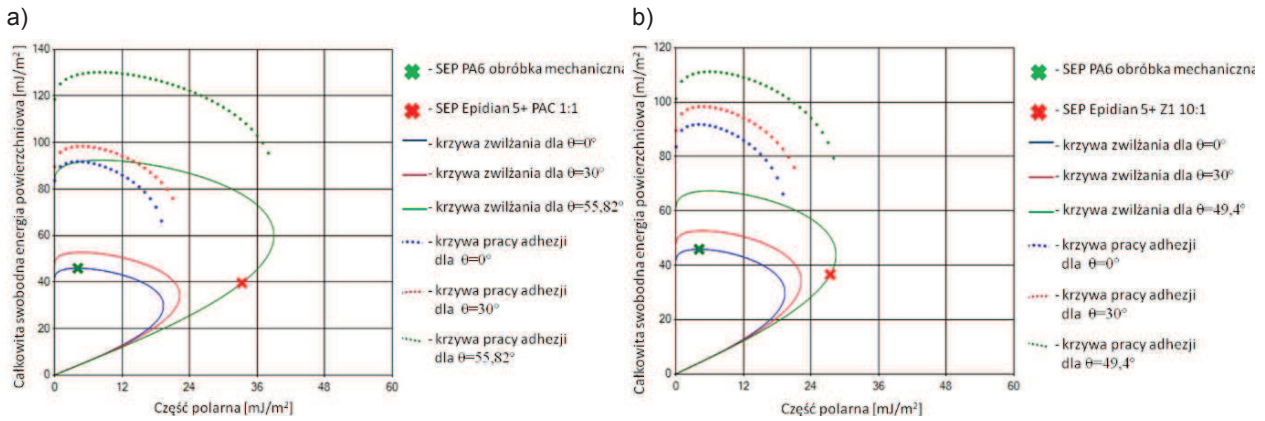 a)
Całkowita swobodna energia powierzchniowa [mJ/m²]
140
120
100
80
60
40
20
0
0
12
24
36
48
60
Część polarna [mJ/m²]
- SEP PA6 obróbka mechaniczna
- SEP Epidian 5+ PAC 1:1
- krzywa zwilżania dla θ=0°
- krzywa zwilżania dla θ=30°
- krzywa zwilżania dla θ=55,82°
- krzywa pracy adhezji
dla θ=0°
- krzywa pracy adhezji
dla θ=30°
- krzywa pracy adhezji
dla θ=55,82°
b)
Całkowita swobodna energia powierzchniowa [mJ/m²]
120
100
80
60
40
20
0
0
12
24
36
48
60
Część polarna [mJ/m²]
- SEP PA6 obróbka mechaniczna
- SEP Epidian 5+ Z1 10:1
- krzywa zwilżania dla θ=0°
- krzywa zwilżania dla θ=30°
- krzywa zwilżania dla θ=49,4°
- krzywa pracy adhezji
dla θ=0°
- krzywa pracy adhezji
dla θ=30°
- krzywa pracy adhezji
dla θ=49,4°